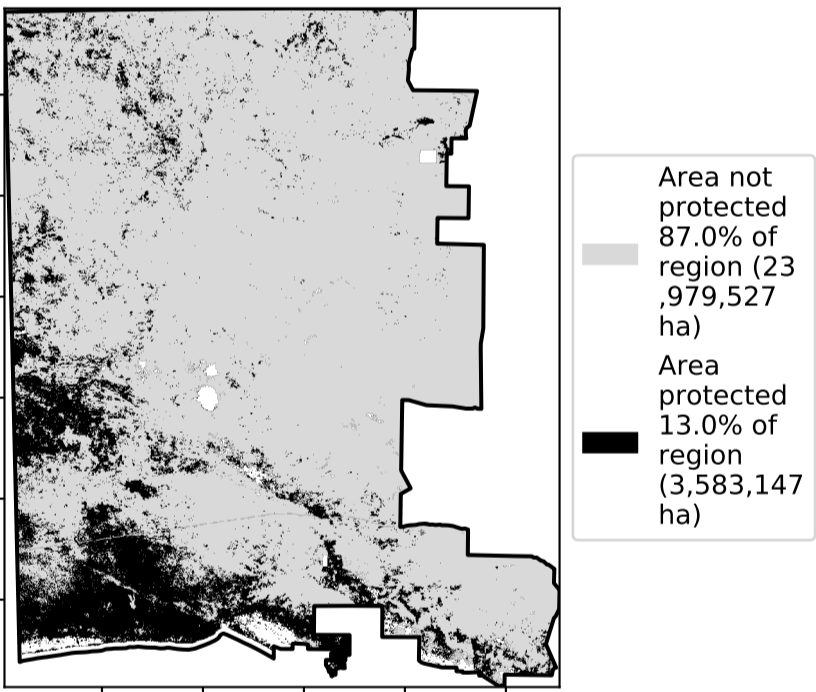 Area not
protected
87.0% of
region (23
,979,527
ha)
Area
protected
13.0% of
region
(3,583,147
ha)